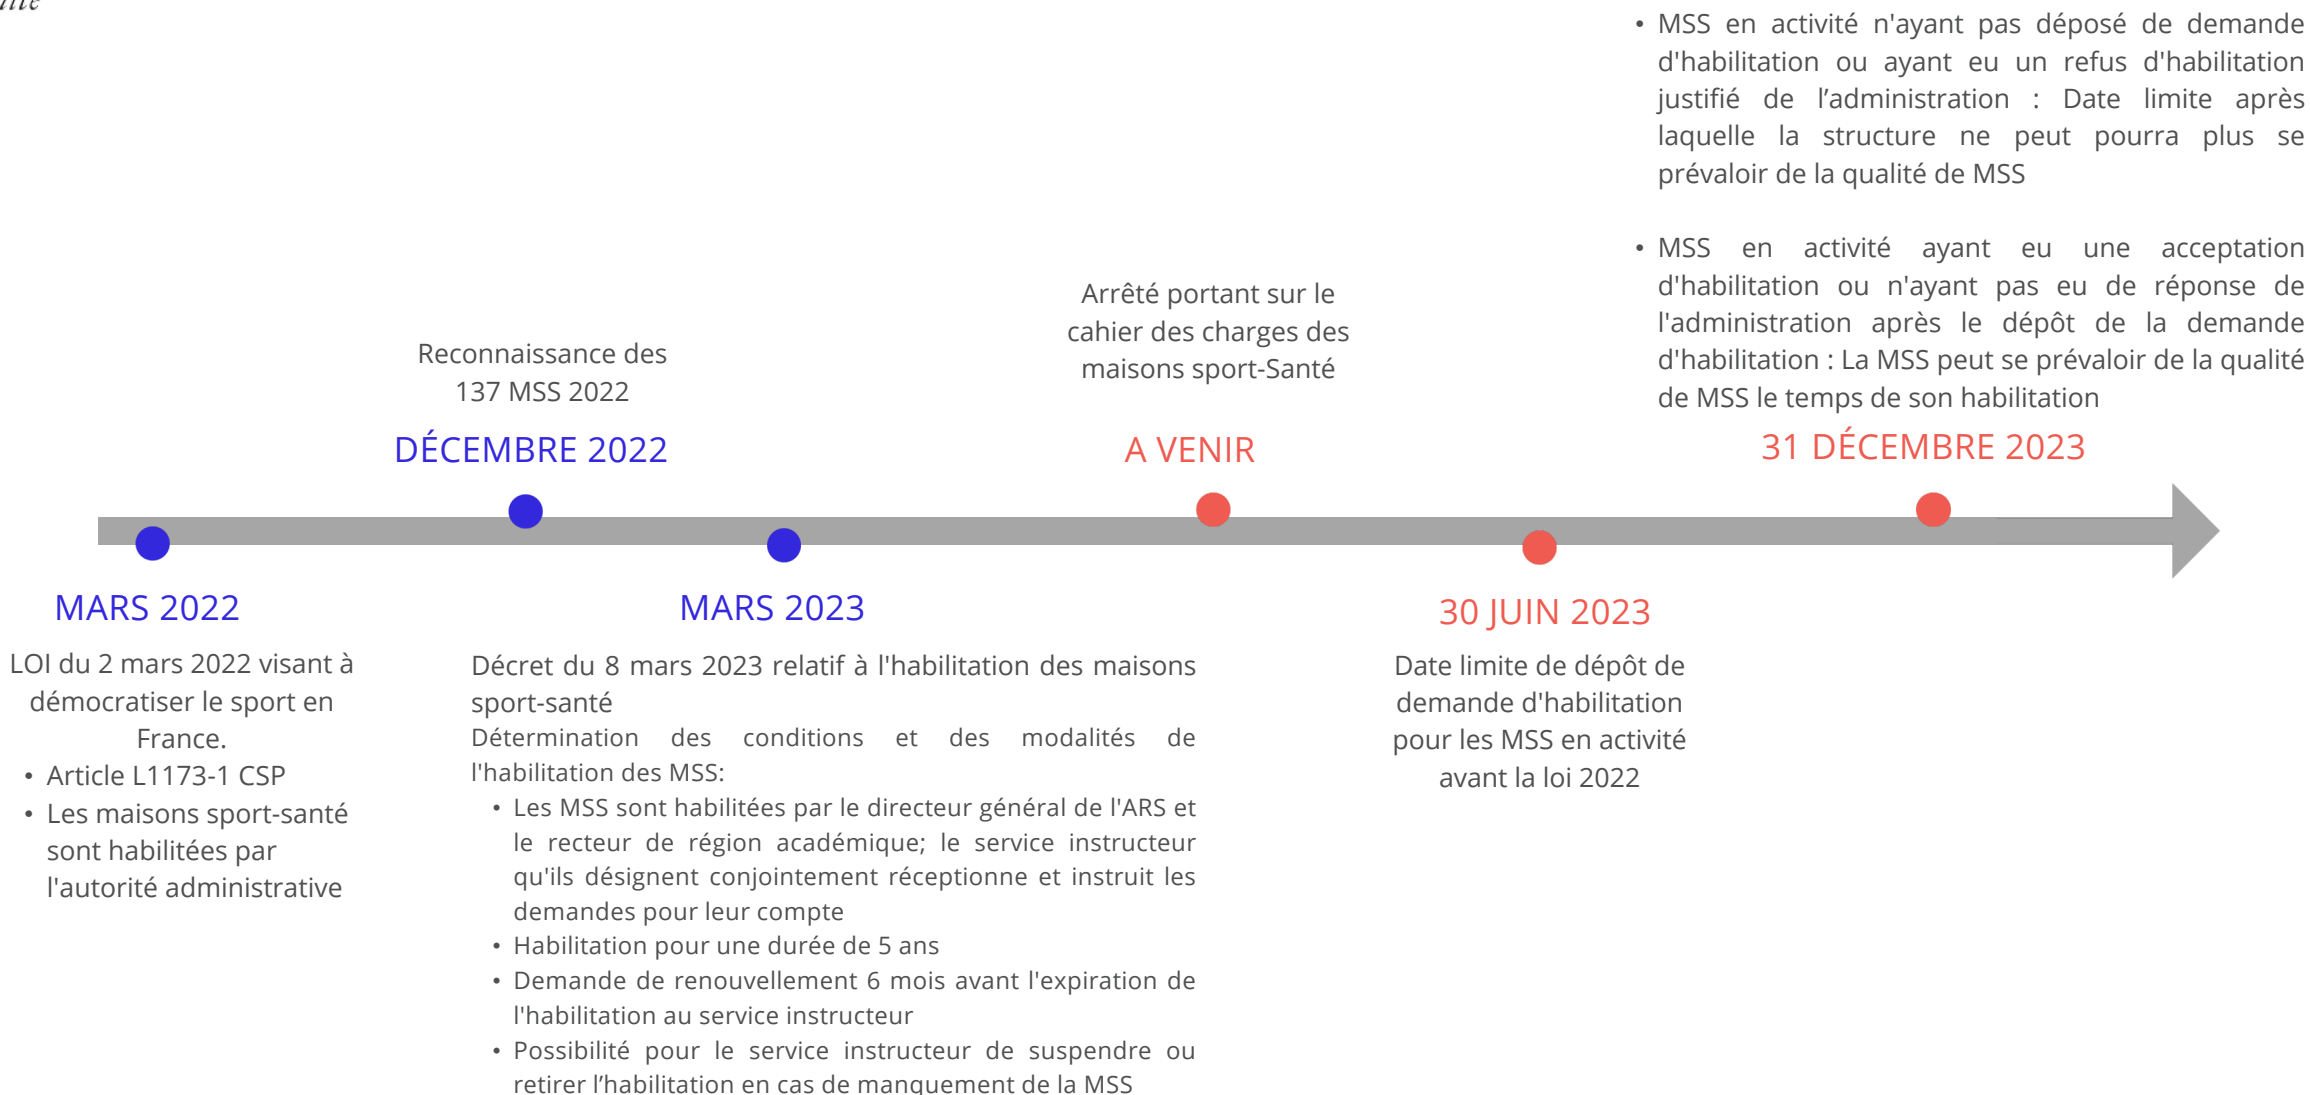 MSS en activité n'ayant pas déposé de demande
d'habilitation ou ayant eu un refus d'habilitation
justifié de l’administration : Date limite après
laquelle la structure ne peut pourra plus se
prévaloir de la qualité de MSS
MSS en activité ayant eu une acceptation
d'habilitation ou n'ayant pas eu de réponse de
l'administration après le dépôt de la demande
d'habilitation : La MSS peut se prévaloir de la qualité
de MSS le temps de son habilitation
31 DÉCEMBRE 2023
Arrêté portant sur le
cahier des charges des
maisons sport-Santé
A VENIR
Reconnaissance des
137 MSS 2022
DÉCEMBRE 2022
MARS 2022
LOI du 2 mars 2022 visant à
démocratiser le sport en
France.
• Article L1173-1 CSP
• Les maisons sport-santé
sont habilitées par
l'autorité administrative
MARS 2023
Décret du 8 mars 2023 relatif à l'habilitation des maisons
sport-santé
Détermination des conditions et des modalités de
l'habilitation des MSS:
• Les MSS sont habilitées par le directeur général de l'ARS et
le recteur de région académique; le service instructeur
qu'ils désignent conjointement réceptionne et instruit les
demandes pour leur compte
• Habilitation pour une durée de 5 ans
• Demande de renouvellement 6 mois avant l'expiration de
l'habilitation au service instructeur
• Possibilité pour le service instructeur de suspendre ou
retirer l’habilitation en cas de manquement de la MSS
30 JUIN 2023
Date limite de dépôt de
demande d'habilitation
pour les MSS en activité
avant la loi 2022